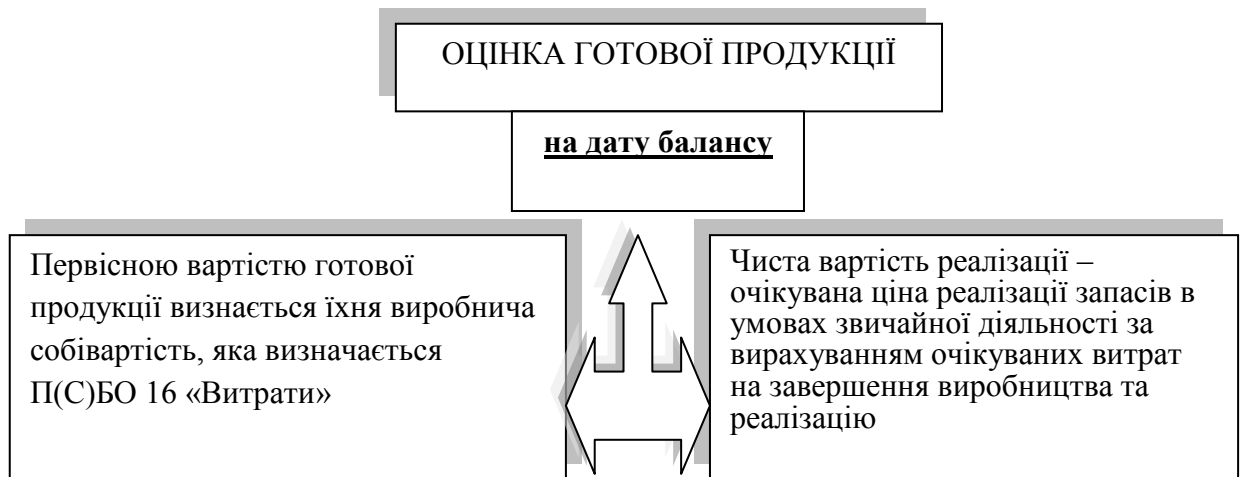 ОЦІНКА ГОТОВОЇ ПРОДУКЦІЇ
на дату балансу
Первісною вартістю готової
продукції визнається їхня виробнича
собівартість, яка визначається
П(С)БО 16 «Витрати»
Чиста вартість реалізації –
очікувана ціна реалізації запасів в
умовах звичайної діяльності за
вирахуванням очікуваних витрат
на завершення виробництва та
реалізацію